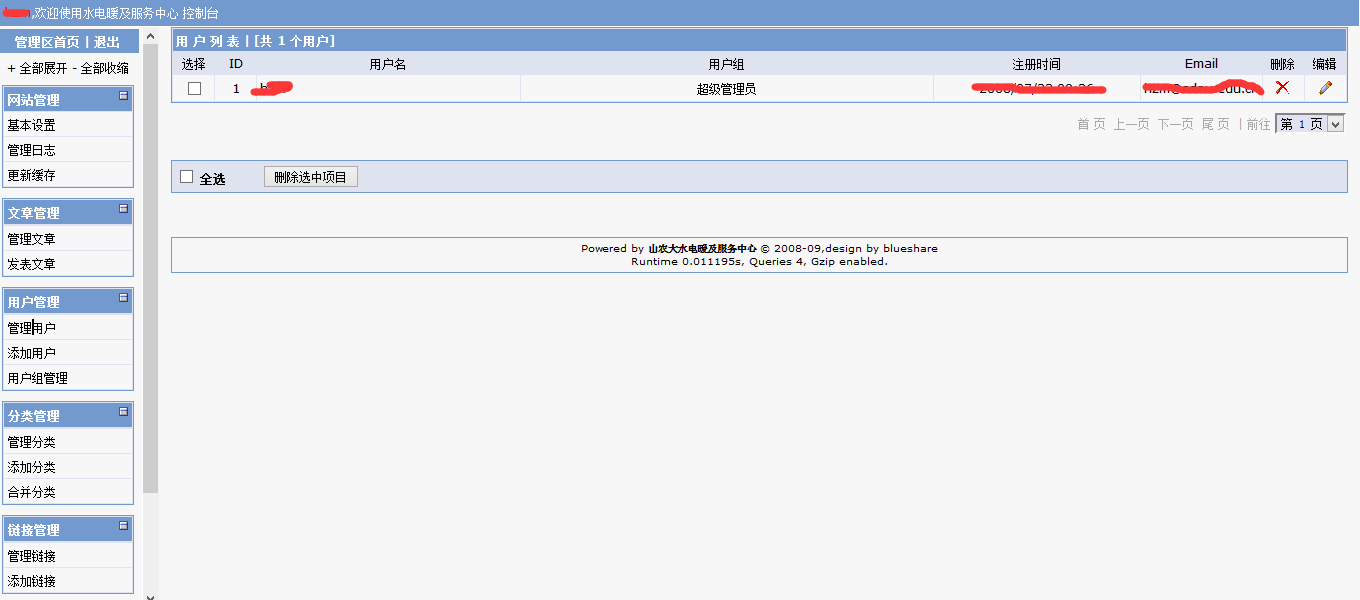 ,欢迎使用水电暖及服务中心 控制台
管理区首页 | 退出
+ 全部展开 - 全部收缩
网站管理
基本设置
管理日志
更新缓存
文章管理
管理文章
发表文章
用户管理
管理用户
添加用户
用户组管理
分类管理
管理分类
添加分类
合并分类
链接管理
管理链接
添加链接
用 户 列 表 | [共 1 个用户]
选择 ID 用户名 用户组 注册时间 Email 删除 编辑
1 超级管理员
首 页 上一页 下一页 尾 页 | 前往 第 1 页
全选 删除选中项目
Powered by 山农大水电暖及服务中心 © 2008-09,design by blueshare
Runtime 0.011195s, Queries 4, Gzip enabled.